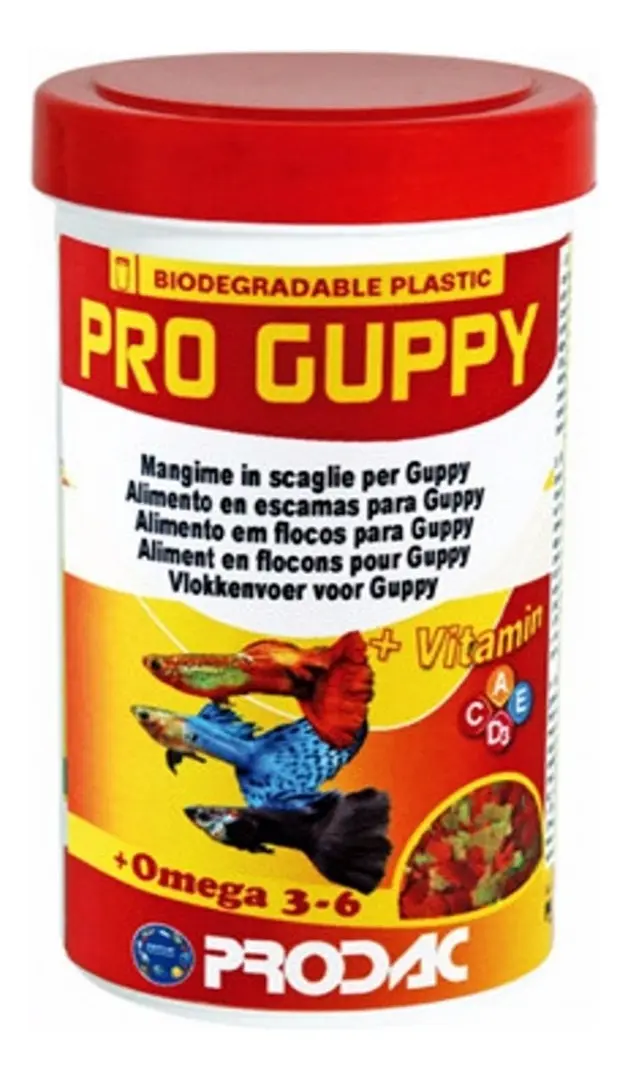 BIODEGRADABLE PLASTIC
PRO GUPPY
Mangime in scaglie per Guppy
Alimento en escamas para Guppy
Alimento em flocos para Guppy
Aliment en flocons pour Guppy
Vlokkenvoer voor Guppy
+ Vitamin
A
C E
D3
+Omega 3-6
PRODAC